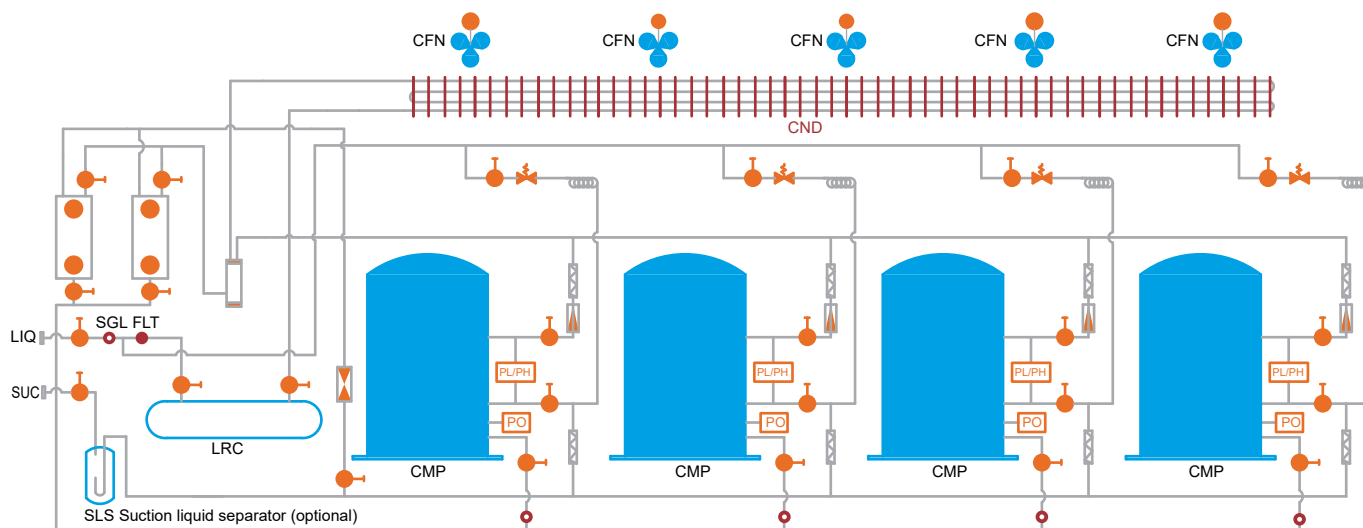 CFN CFN CFN CFN CFN
CND
SGL FLT
LIQ
PL/PH PL/PH PL/PH PL/PH
SUC
PO PO PO PO
LRC
CMP CMP CMP CMP
SLS Suction liquid separator (optional)